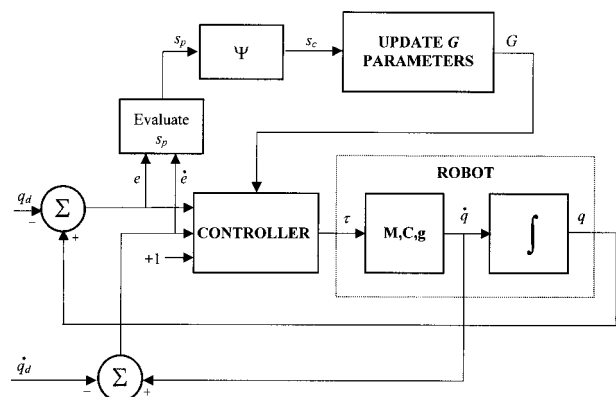 s_p
Ψ
s_c
UPDATE G
PARAMETERS
G
Evaluate
s_p
e
ė
ROBOT
q_d
Σ
−
+
CONTROLLER
+1
τ
M,C,g
q̇
∫
q
q̇_d
Σ
−
+